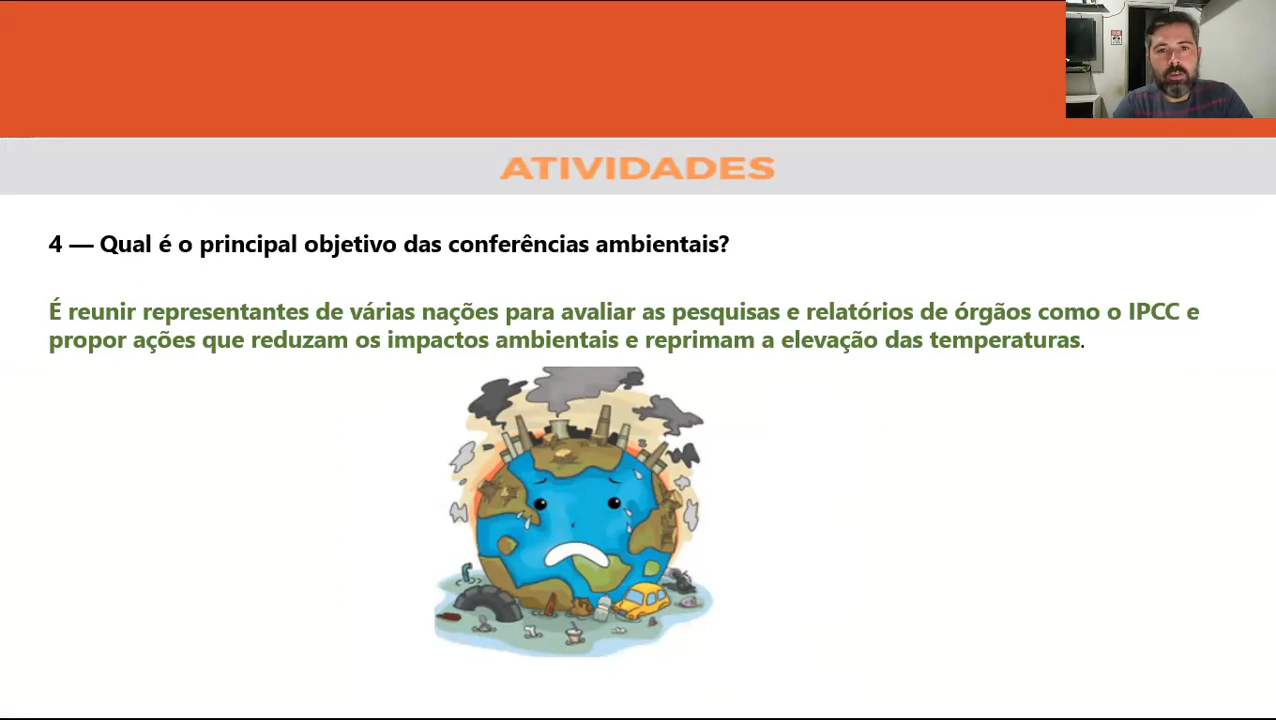 ATIVIDADES
4 — Qual é o principal objetivo das conferências ambientais?
É reunir representantes de várias nações para avaliar as pesquisas e relatórios de órgãos como o IPCC e
propor ações que reduzam os impactos ambientais e reprimam a elevação das temperaturas.